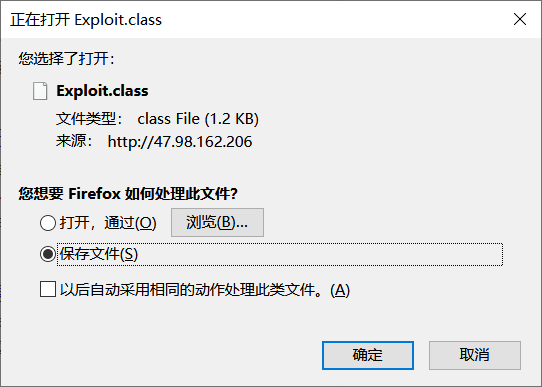 正在打开 Exploit.class
您选择了打开：
Exploit.class
文件类型： class File (1.2 KB)
来源： http://47.98.162.206
您想要 Firefox 如何处理此文件？
打开，通过(O) 浏览(B)...
保存文件(S)
以后自动采用相同的动作处理此类文件。(A)
确定 取消